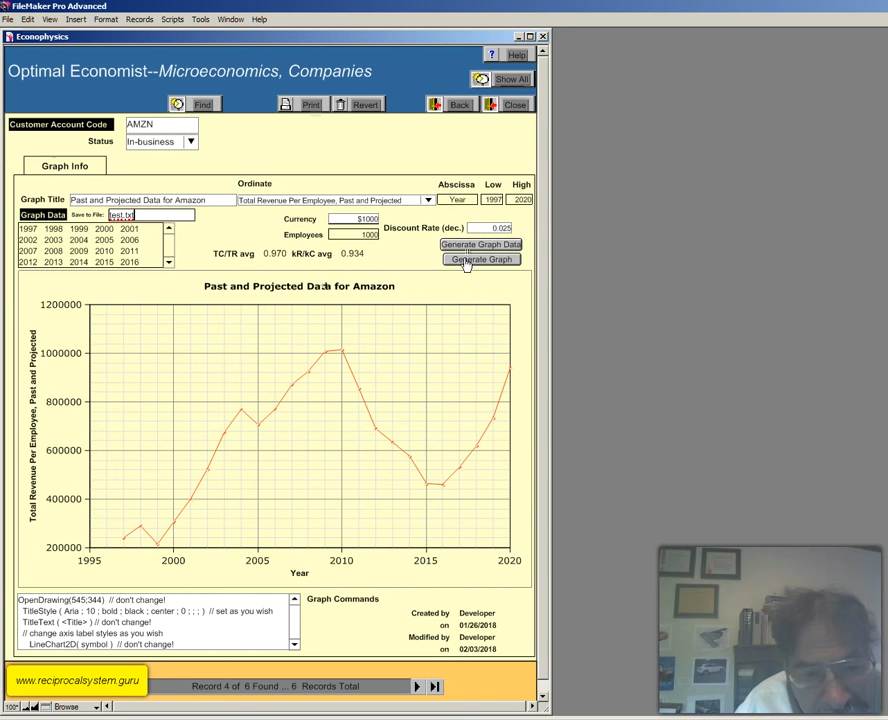 FileMaker Pro Advanced
File Edit View Insert Format Records Scripts Tools Window Help
Econophysics
? Help
Optimal Economist--Microeconomics, Companies
Show All
Find Print Revert Back Close
Customer Account Code AMZN
Status In-business
Graph Info
Ordinate Abscissa Low High
Graph Title Past and Projected Data for Amazon Total Revenue Per Employee, Past and Projected Year 1997 2020
Graph Data Save to File: test.txt
Currency $1000 Discount Rate (dec.) 0.025
Employees 1000
1997 1998 1999 2000 2001
2002 2003 2004 2005 2006
2007 2008 2009 2010 2011
2012 2013 2014 2015 2016
TC/TR avg 0.970 kR/kC avg 0.934
Generate Graph Data
Generate Graph
Past and Projected Data for Amazon
1200000
1000000
800000
600000
400000
200000
Total Revenue Per Employee, Past and Projected
1995 2000 2005 2010 2015 2020
Year
OpenDrawing(545;344) // don't change!
TitleStyle ( Aria ; 10 ; bold ; black ; center ; 0 ; ; ; ) // set as you wish
TitleText ( <Title> ) // don't change!
// change axis label styles as you wish
LineChart2D( symbol ) // don't change!
Graph Commands
Created by Developer
on 01/26/2018
Modified by Developer
on 02/03/2018
www.reciprocalsystem.guru
Record 4 of 6 Found ... 6 Records Total
100 Browse